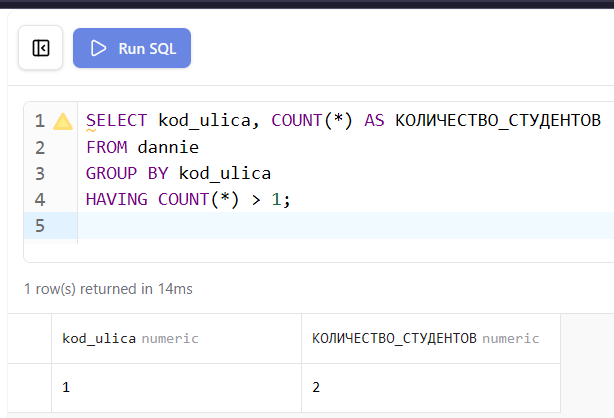 Run SQL
1 SELECT kod_ulica, COUNT(*) AS КОЛИЧЕСТВО_СТУДЕНТОВ
2 FROM dannie
3 GROUP BY kod_ulica
4 HAVING COUNT(*) > 1;
5
1 row(s) returned in 14ms
kod_ulica numeric КОЛИЧЕСТВО_СТУДЕНТОВ numeric
1 2